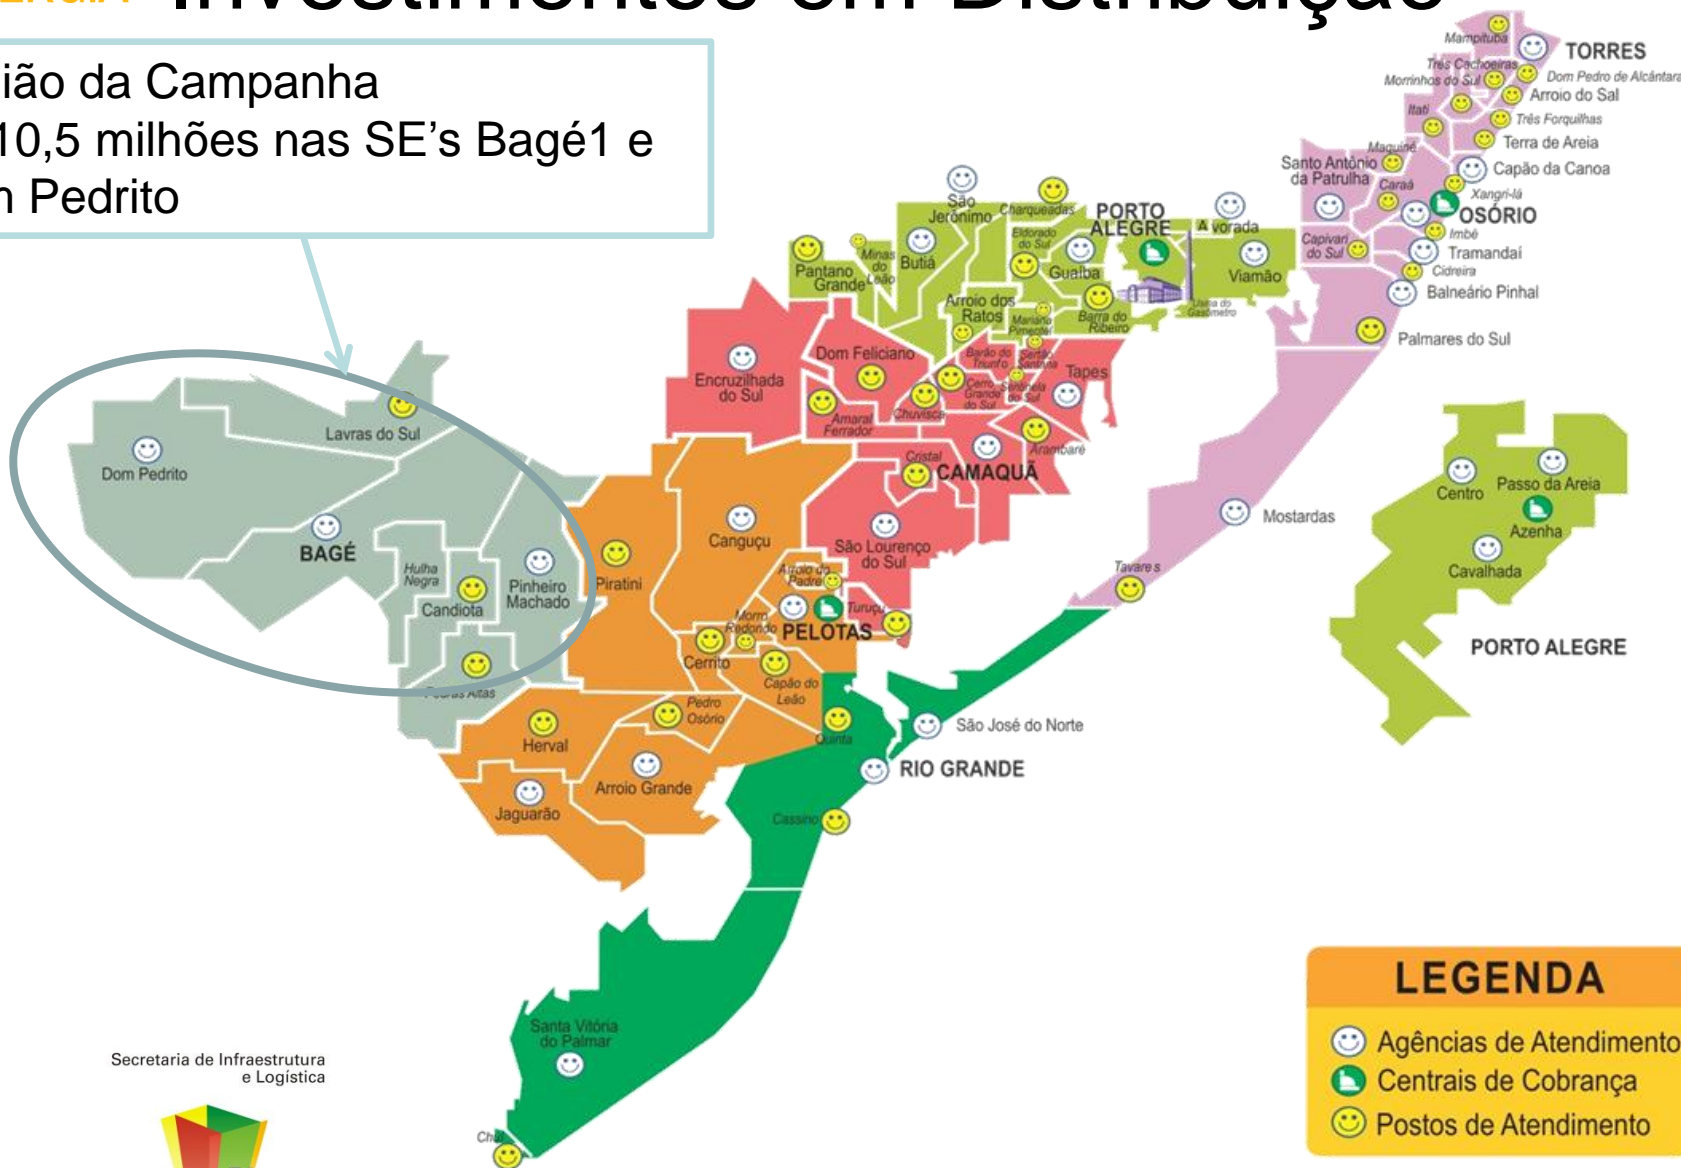 Investimentos em Distribuição
ião da Campanha
10,5 milhões nas SE’s Bagé1 e
Pedrito
Mampituba
TORRES
Três Cachoeiras
Morrinhos do Sul
Dom Pedro de Alcântara
Arroio do Sal
Itati
Três Forquilhas
Terra de Areia
Maquiné
Santo Antônio
da Patrulha
Caraá
Capão da Canoa
Xangri-lá
OSÓRIO
Imbé
Capivari
do Sul
Tramandaí
Cidreira
Balneário Pinhal
Palmares do Sul
Mostardas
Tavares
São
Jerônimo
Charqueadas
PORTO
ALEGRE
Alvorada
Viamão
Eldorado
do Sul
Guaíba
Minas
do
Leão
Butiá
Pantano
Grande
Arroio dos
Ratos
Mariana
Pimentel
Barra do
Ribeiro
Usina do
Gasômetro
Encruzilhada
do Sul
Dom Feliciano
Barão do
Triunfo
Sertão
Santana
Tapes
Cerro
Grande
do Sul
Sentinela
do Sul
Amaral
Ferrador
Chuvisca
Arambaré
Cristal
CAMAQUÃ
São Lourenço
do Sul
Turuçu
Lavras do Sul
Dom Pedrito
BAGÉ
Hulha
Negra
Candiota
Pinheiro
Machado
Pedras Altas
Piratini
Canguçu
Arroio do
Padre
Morro
Redondo
PELOTAS
Cerrito
Capão do
Leão
Pedro
Osório
Herval
Arroio Grande
Jaguarão
Quinta
São José do Norte
RIO GRANDE
Cassino
Santa Vitória
do Palmar
Chuí
Centro
Passo da Areia
Azenha
Cavalhada
PORTO ALEGRE
Secretaria de Infraestrutura
e Logística
LEGENDA
Agências de Atendimento
Centrais de Cobrança
Postos de Atendimento